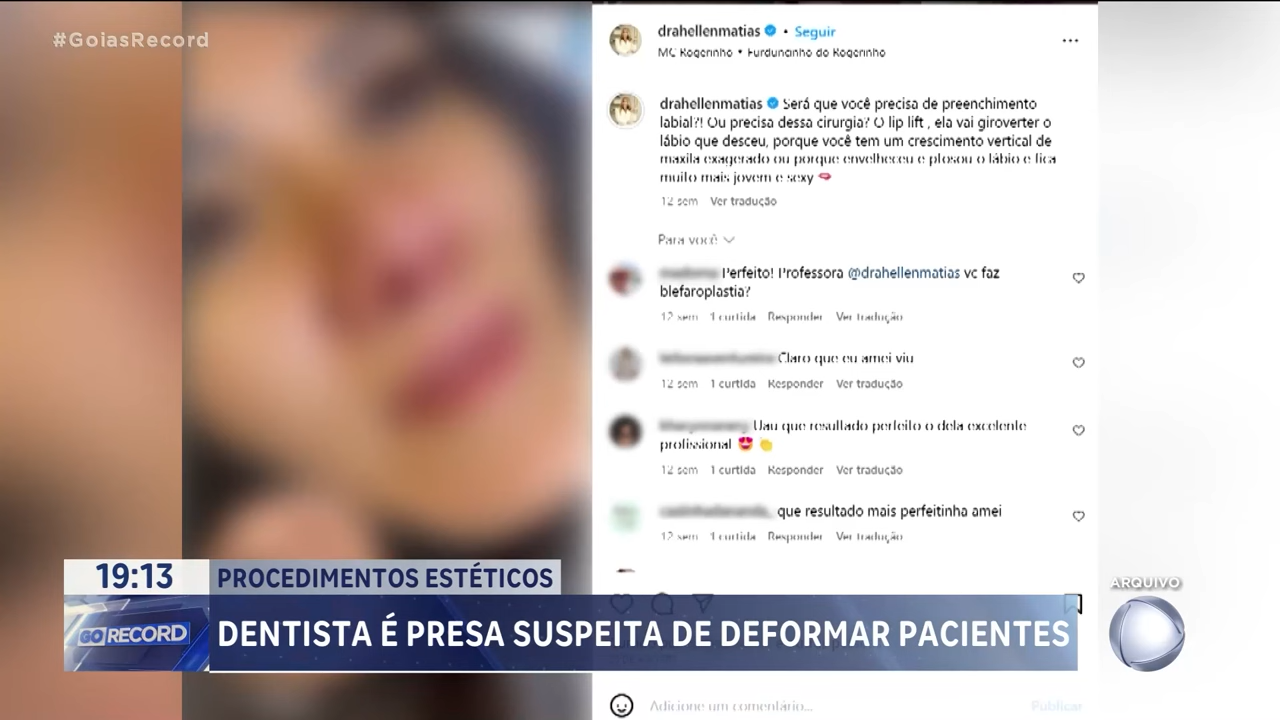 #GoiasRecord
drahellenmatias • Seguir
MC Rogerinho • Furduncinho do Rogerinho
drahellenmatias Será que você precisa de preenchimento
labial?! Ou precisa dessa cirurgia? O lip lift , ela vai giroverter o
lábio que desceu, porque você tem um crescimento vertical de
maxila exagerado ou porque envelheceu e ptosou o lábio e fica
muito mais jovem e sexy
12 sem Ver tradução
Para você
Perfeito! Professora @drahellenmatias vc faz
blefaroplastia?
12 sem 1 curtida Responder Ver tradução
Claro que eu amei viu
12 sem 1 curtida Responder Ver tradução
Uau que resultado perfeito o dela excelente
profissional
12 sem 1 curtida Responder Ver tradução
que resultado mais perfeitinha amei
12 sem 1 curtida Responder Ver tradução
19:13
PROCEDIMENTOS ESTÉTICOS
ARQUIVO
GO RECORD
DENTISTA É PRESA SUSPEITA DE DEFORMAR PACIENTES
Adicione um comentário...
Publicar